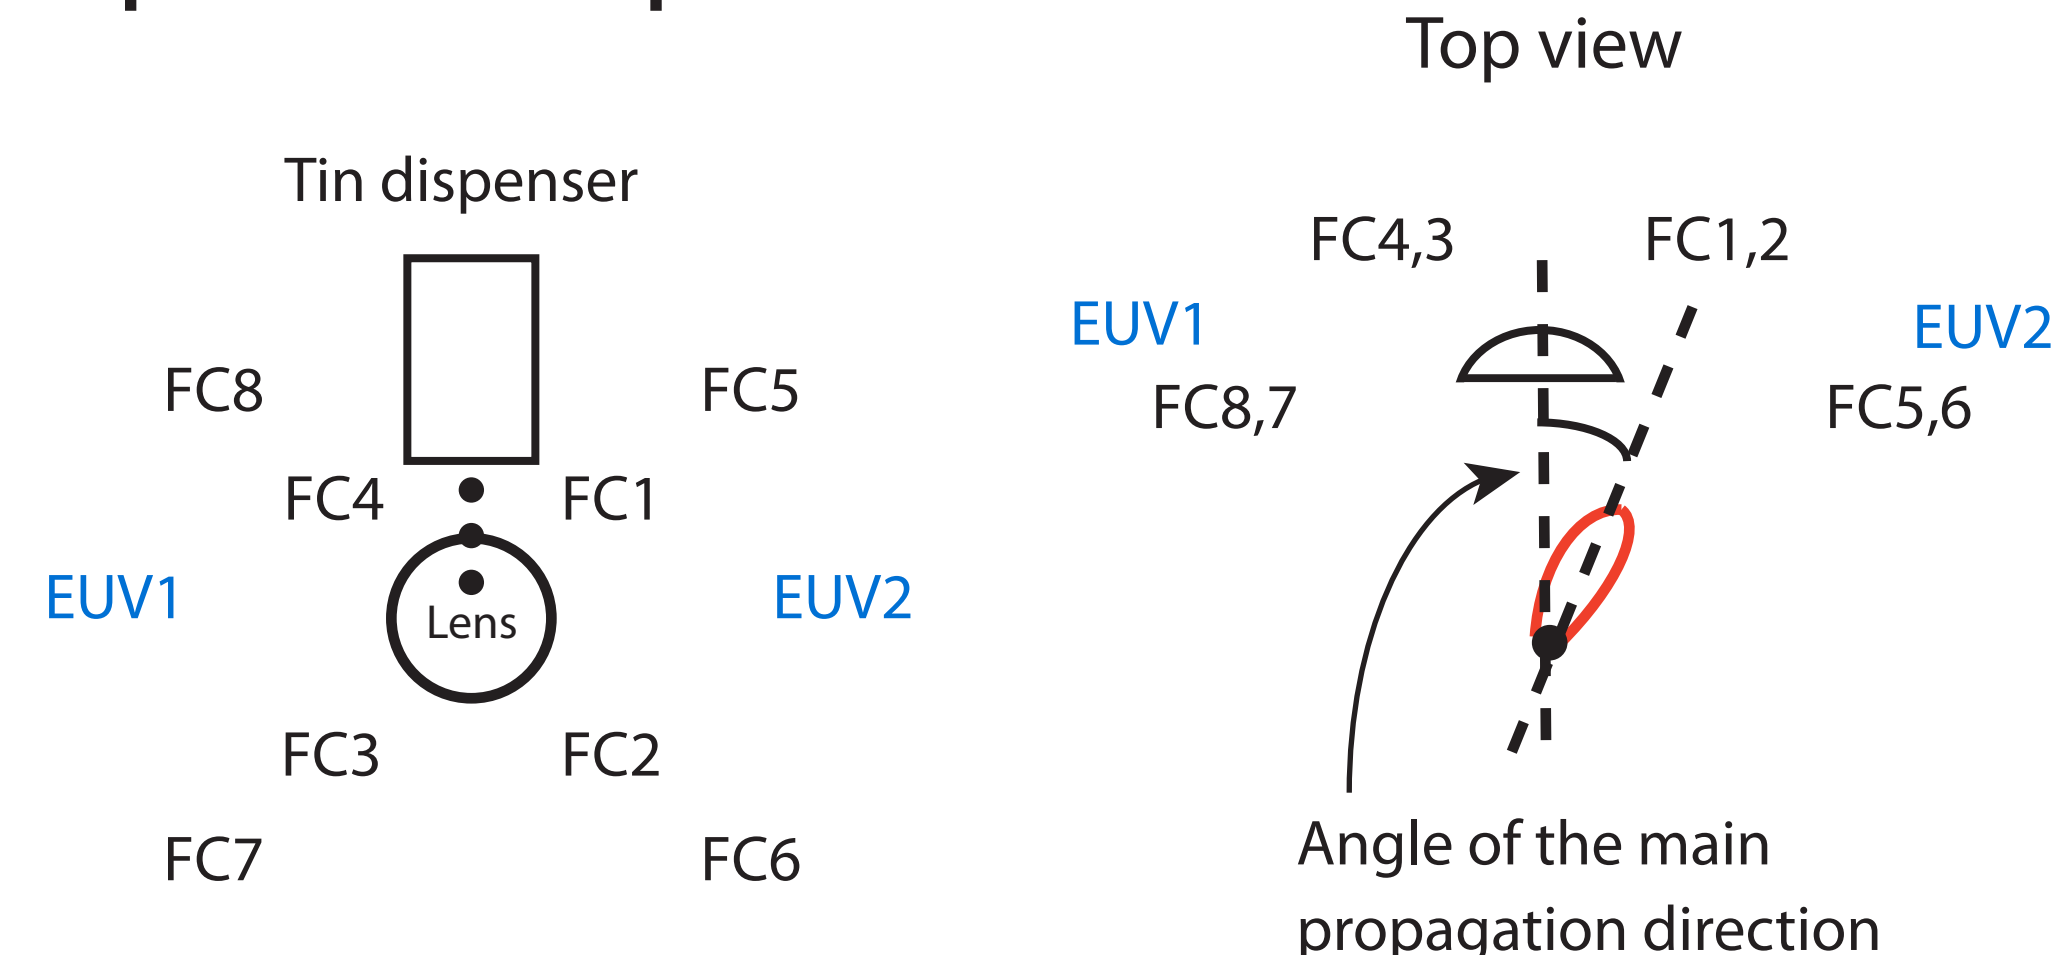 Top view
Tin dispenser
FC8
FC5
FC4
FC1
EUV1
Lens
EUV2
FC3
FC2
FC7
FC6
FC4,3
FC1,2
EUV1
EUV2
FC8,7
FC5,6
Angle of the main
propagation direction